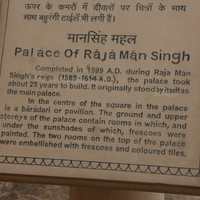 ऊपर के कमरों में दीवारों पर चित्रों के साथ
साथ बहुरंगी टाईलें भी लगी हैं।
मानसिंह महल
Palace Of Rājā Mān Singh
Completed in 1599 A.D. during Raja Man
Singh's reign (1589-1614 A.D.), the palace took
about 25 years to build. It originally stood by itself as
the main palace.
In the centre of the square in the palace
is a bārādari or pavilion. The ground and upper
storeys of the palace contain rooms in which, and
under the sunshades of which, frescoes were
painted. The two rooms on the top of the palace
were embellished with frescoes and coloured tiles.